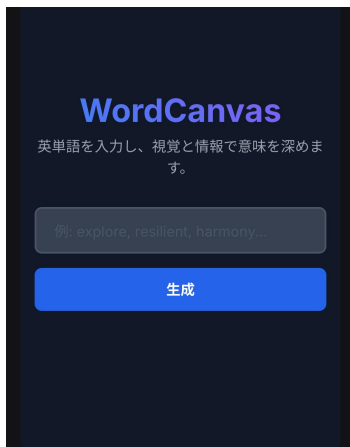 WordCanvas
英単語を入力し、視覚と情報で意味を深めま
す。
例: explore, resilient, harmony...
生成